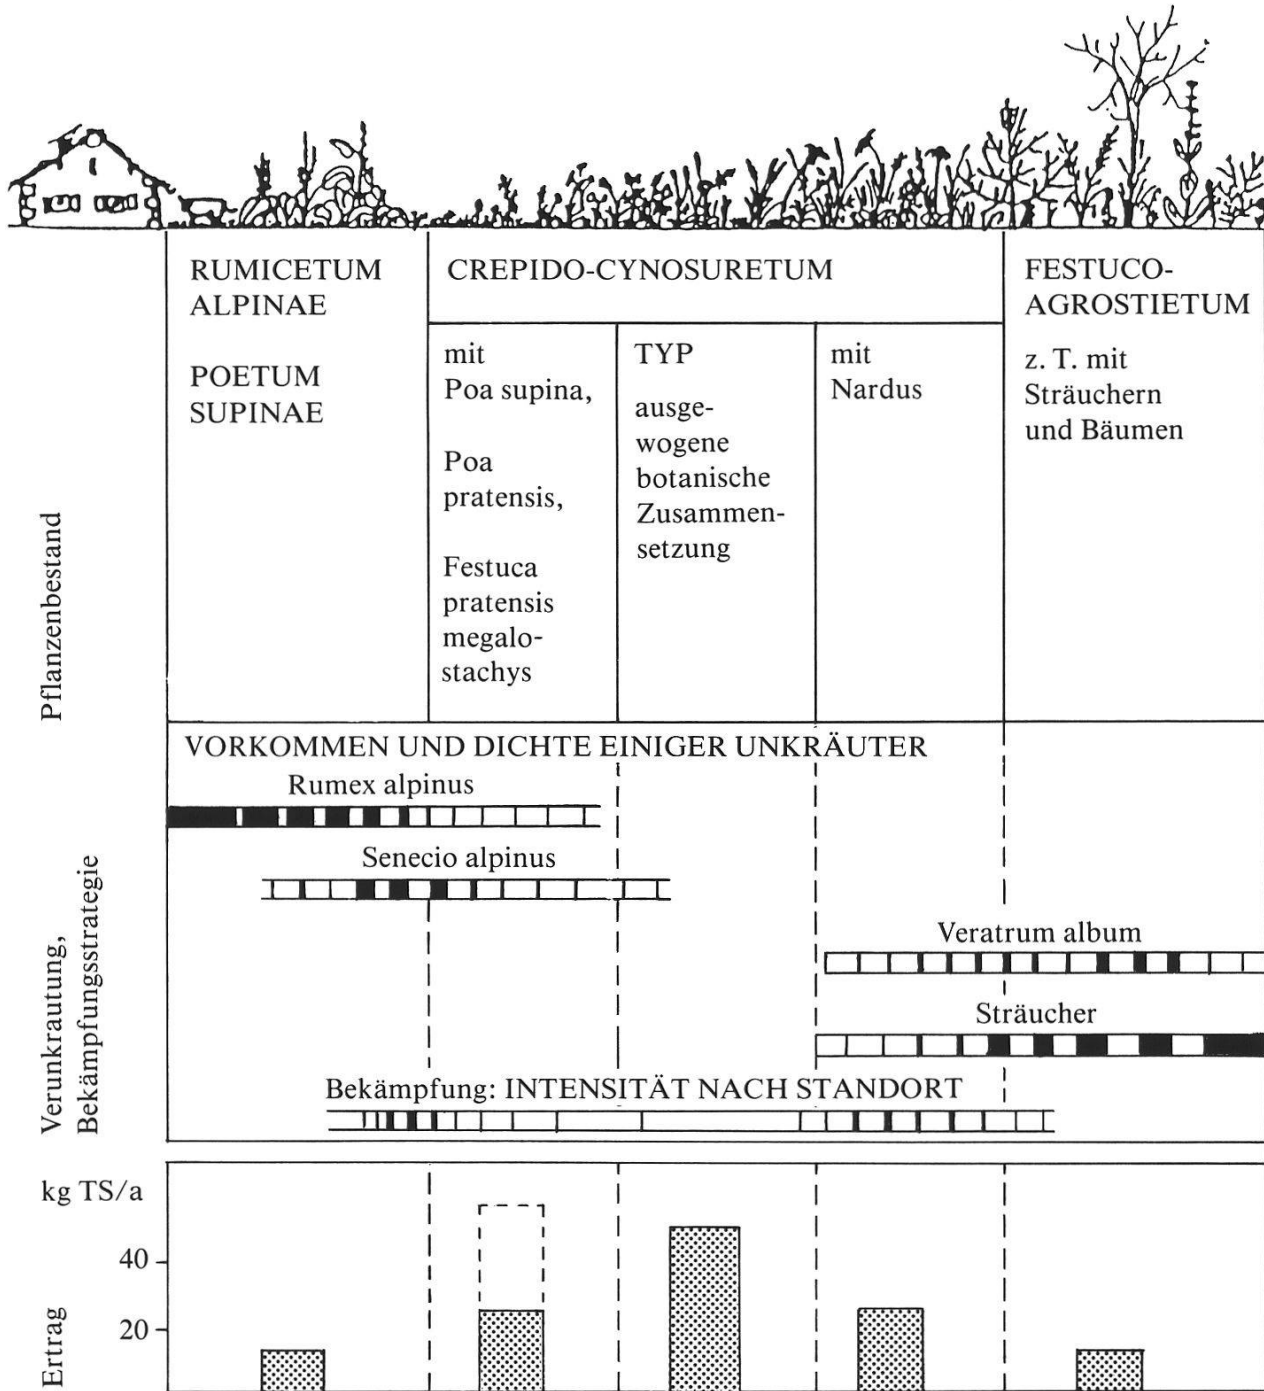 RUMICETUM
ALPINAE
POETUM
SUPINAE
CREPIDO-CYNOSURETUM
mit
Poa supina,
Poa
pratensis,
Festuca
pratensis
megalo-
stachys
TYP
ausge-
wogene
botanische
Zusammen-
setzung
mit
Nardus
FESTUCO-
AGROSTIETUM
z. T. mit
Sträuchern
und Bäumen
Pflanzenbestand
VORKOMMEN UND DICHTE EINIGER UNKRÄUTER
Rumex alpinus
Senecio alpinus
Veratrum album
Sträucher
Bekämpfung: INTENSITÄT NACH STANDORT
Verunkrautung,
Bekämpfungsstrategie
kg TS/a
40
20
Ertrag